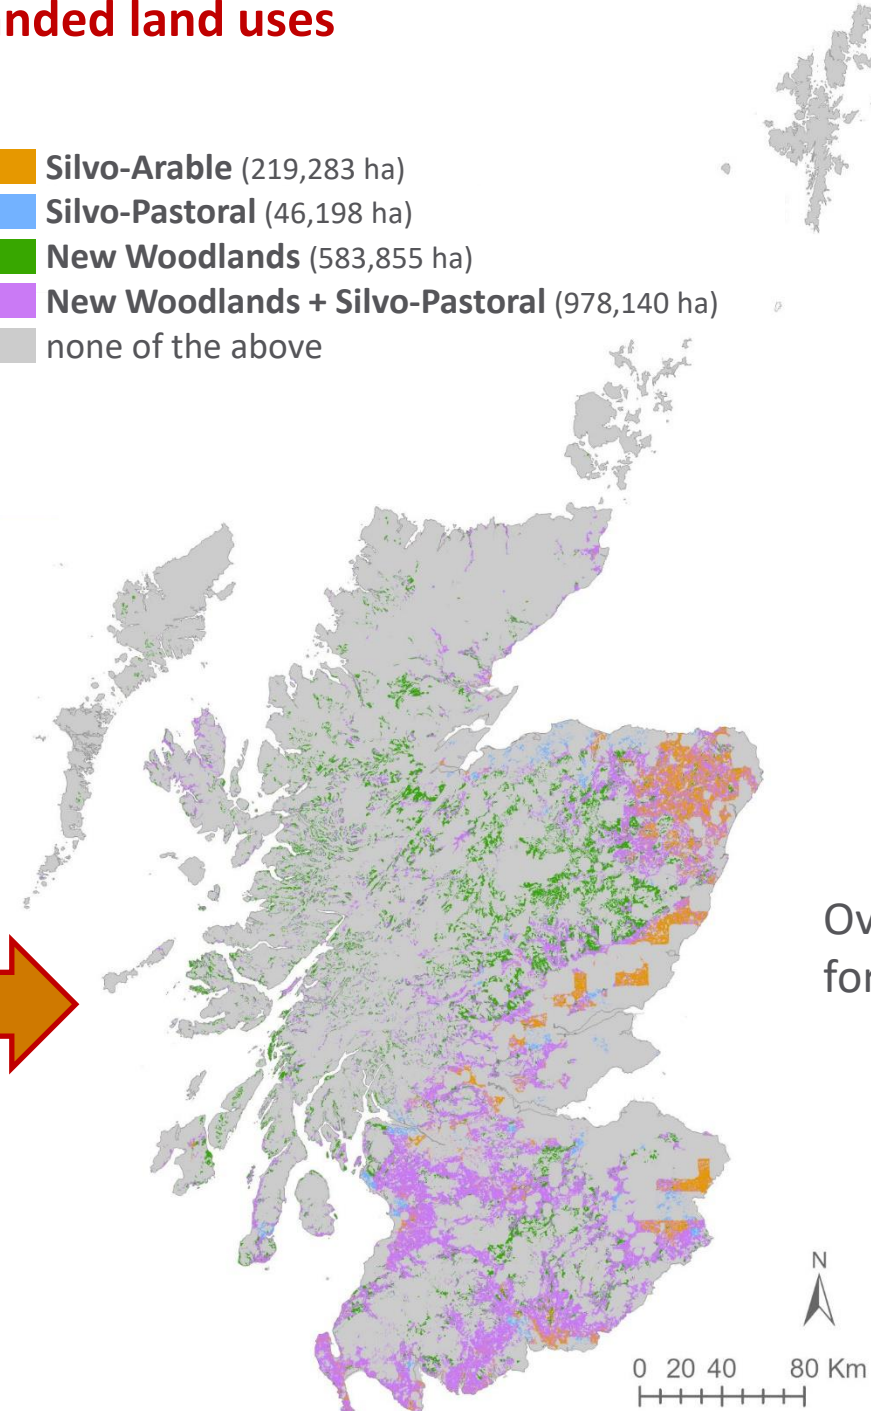 nded land uses
Silvo-Arable (219,283 ha)
Silvo-Pastoral (46,198 ha)
New Woodlands (583,855 ha)
New Woodlands + Silvo-Pastoral (978,140 ha)
none of the above
Ov
for
N
0 20 40 80 Km